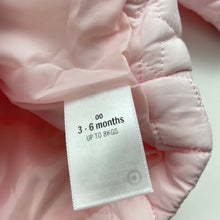 00
3 - 6 months
UP TO 8KGS